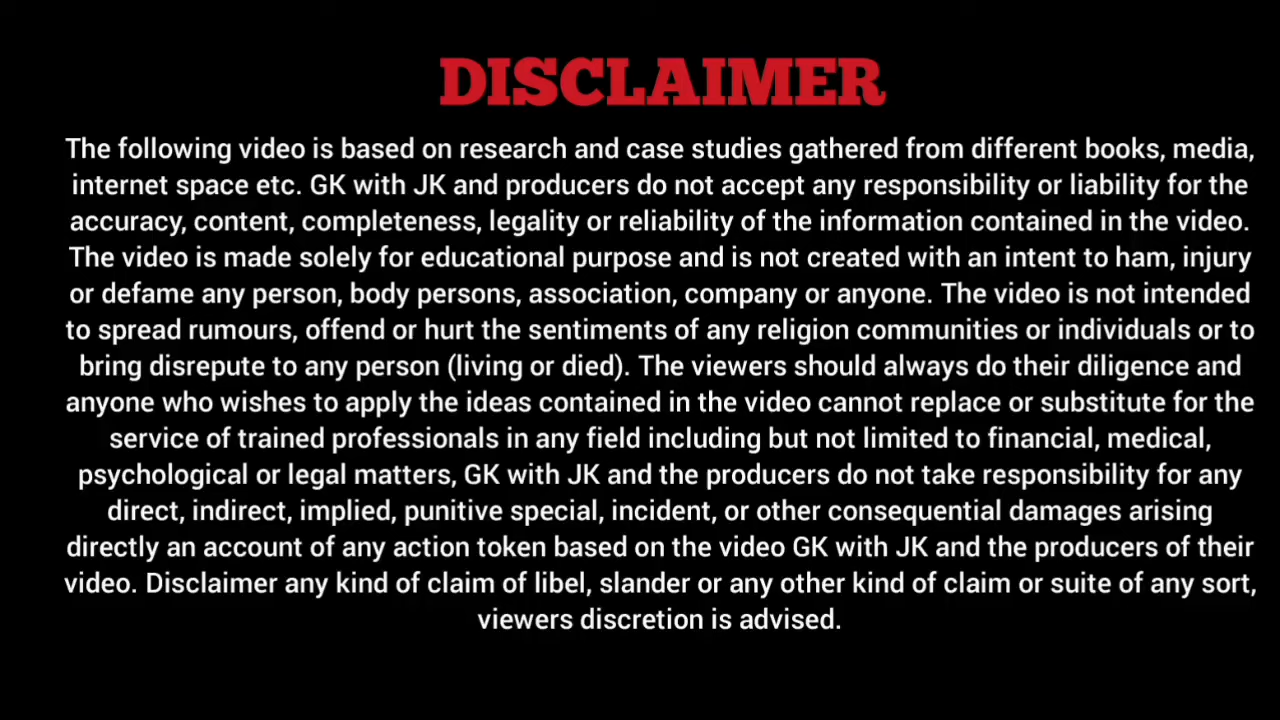 DISCLAIMER
The following video is based on research and case studies gathered from different books, media,
internet space etc. GK with JK and producers do not accept any responsibility or liability for the
accuracy, content, completeness, legality or reliability of the information contained in the video.
The video is made solely for educational purpose and is not created with an intent to ham, injury
or defame any person, body persons, association, company or anyone. The video is not intended
to spread rumours, offend or hurt the sentiments of any religion communities or individuals or to
bring disrepute to any person (living or died). The viewers should always do their diligence and
anyone who wishes to apply the ideas contained in the video cannot replace or substitute for the
service of trained professionals in any field including but not limited to financial, medical,
psychological or legal matters, GK with JK and the producers do not take responsibility for any
direct, indirect, implied, punitive special, incident, or other consequential damages arising
directly an account of any action token based on the video GK with JK and the producers of their
video. Disclaimer any kind of claim of libel, slander or any other kind of claim or suite of any sort,
viewers discretion is advised.